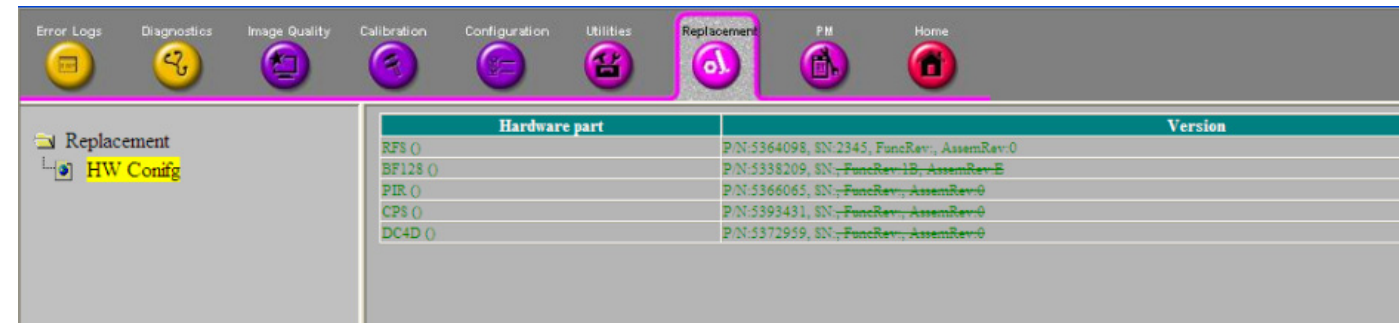 Error Logs Diagnostics Image Quality Calibration Configuration Utilities Replacement PM Home
Replacement
HW Conifg
Hardware part Version
RFS () P/N:5364098, SN:2345, FuncRev:, AssemRev:0
BF128 () P/N:5338209, SN:, FuncRev:1B, AssemRev:E
PIR () P/N:5366065, SN:, FuncRev:, AssemRev:0
CPS () P/N:5393431, SN:, FuncRev:, AssemRev:0
DC4D () P/N:5372959, SN:, FuncRev:, AssemRev:0